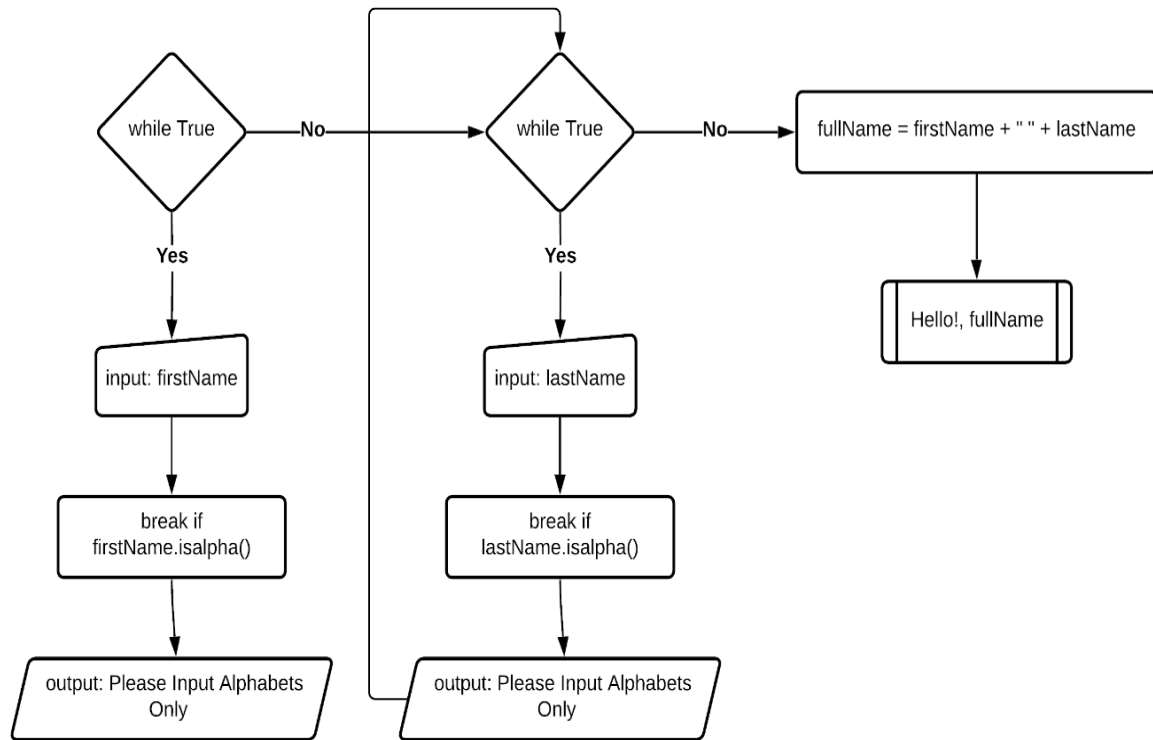 while True
No
while True
No
fullName = firstName + " " + lastName
Yes
Yes
Hello!, fullName
input: firstName
input: lastName
break if
firstName.isalpha()
break if
lastName.isalpha()
output: Please Input Alphabets
Only
output: Please Input Alphabets
Only